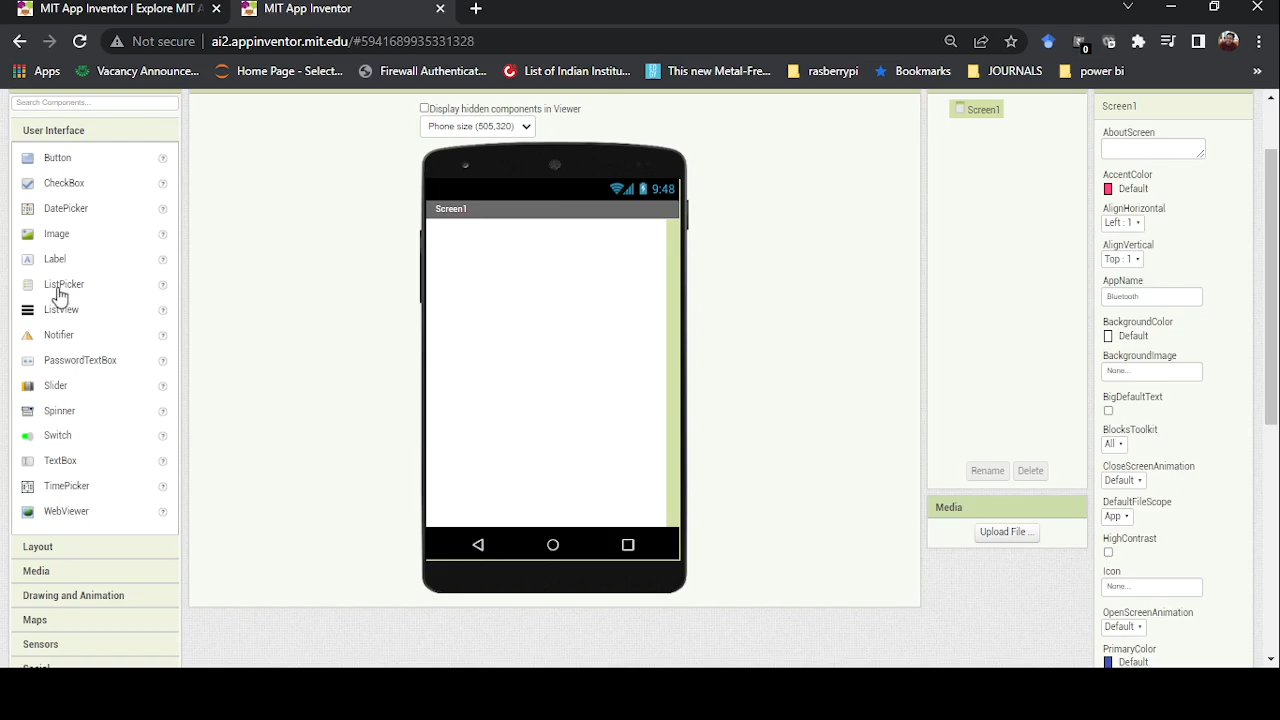 MIT App Inventor | Explore MIT A
MIT App Inventor
Not secure
ai2.appinventor.mit.edu/#5941689935331328
0
Apps
Vacancy Announce...
Home Page - Select...
Firewall Authenticat...
List of Indian Institu...
This new Metal-Fre...
rasberrypi
Bookmarks
JOURNALS
power bi
»
Search Components...
User Interface
Button
CheckBox
DatePicker
Image
Label
ListPicker
ListView
Notifier
PasswordTextBox
Slider
Spinner
Switch
TextBox
TimePicker
WebViewer
Layout
Media
Drawing and Animation
Maps
Sensors
Social
Display hidden components in Viewer
Phone size (505,320)
9:48
Screen1
Screen1
Rename
Delete
Media
Upload File ...
Screen1
AboutScreen
AccentColor
Default
AlignHorizontal
Left : 1
AlignVertical
Top : 1
AppName
Bluetooth
BackgroundColor
Default
BackgroundImage
None...
BigDefaultText
BlocksToolkit
All
CloseScreenAnimation
Default
DefaultFileScope
App
HighContrast
Icon
None...
OpenScreenAnimation
Default
PrimaryColor
Default